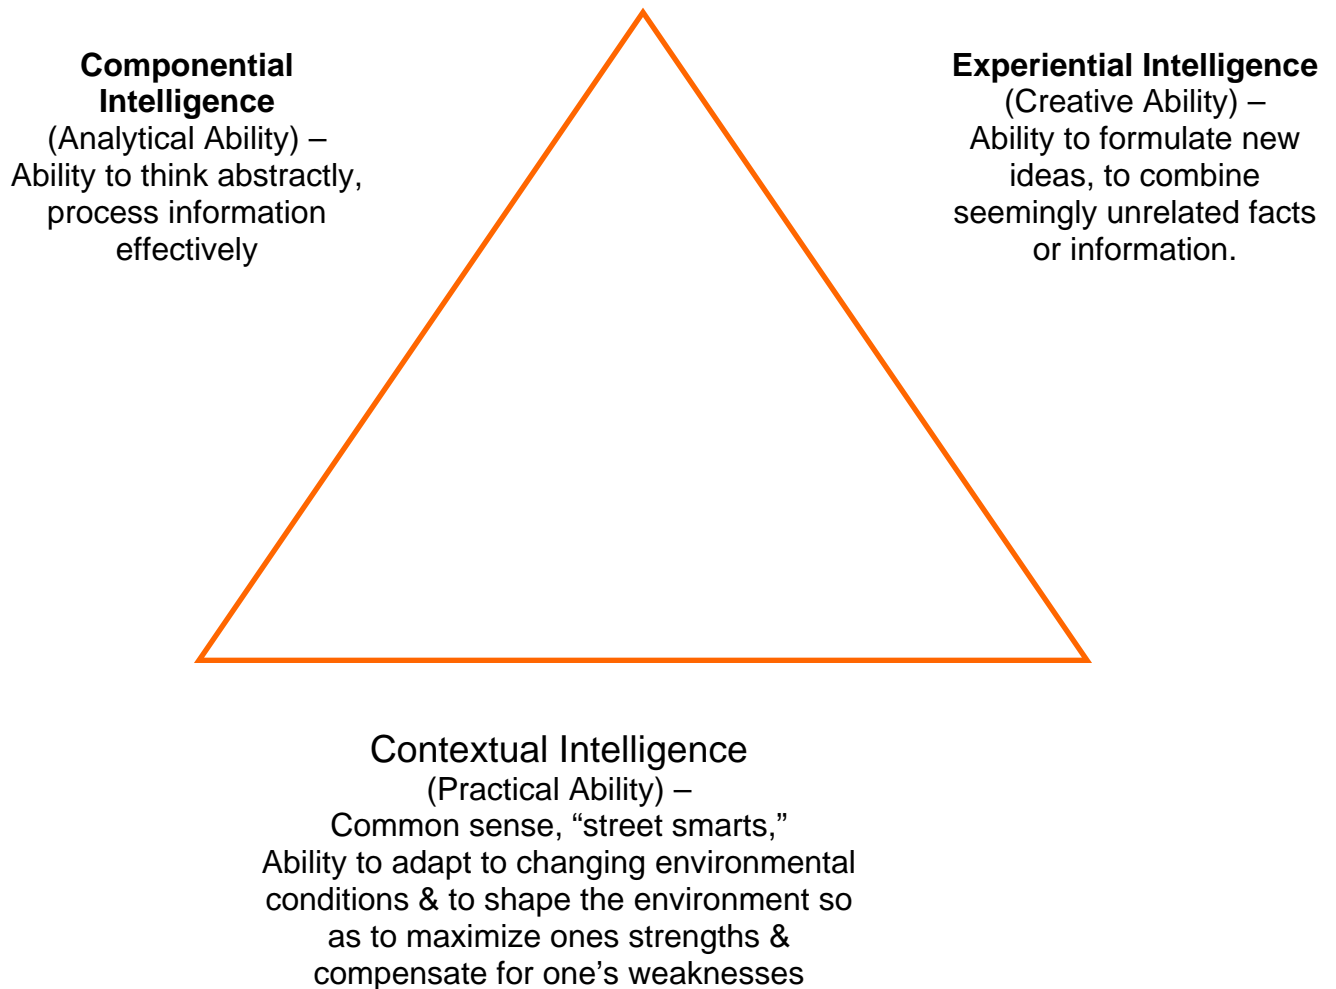 Componential
Intelligence
(Analytical Ability) –
Ability to think abstractly,
process information
effectively
Experiential Intelligence
(Creative Ability) –
Ability to formulate new
ideas, to combine
seemingly unrelated facts
or information.
Contextual Intelligence
(Practical Ability) –
Common sense, “street smarts,”
Ability to adapt to changing environmental
conditions & to shape the environment so
as to maximize ones strengths &
compensate for one’s weaknesses